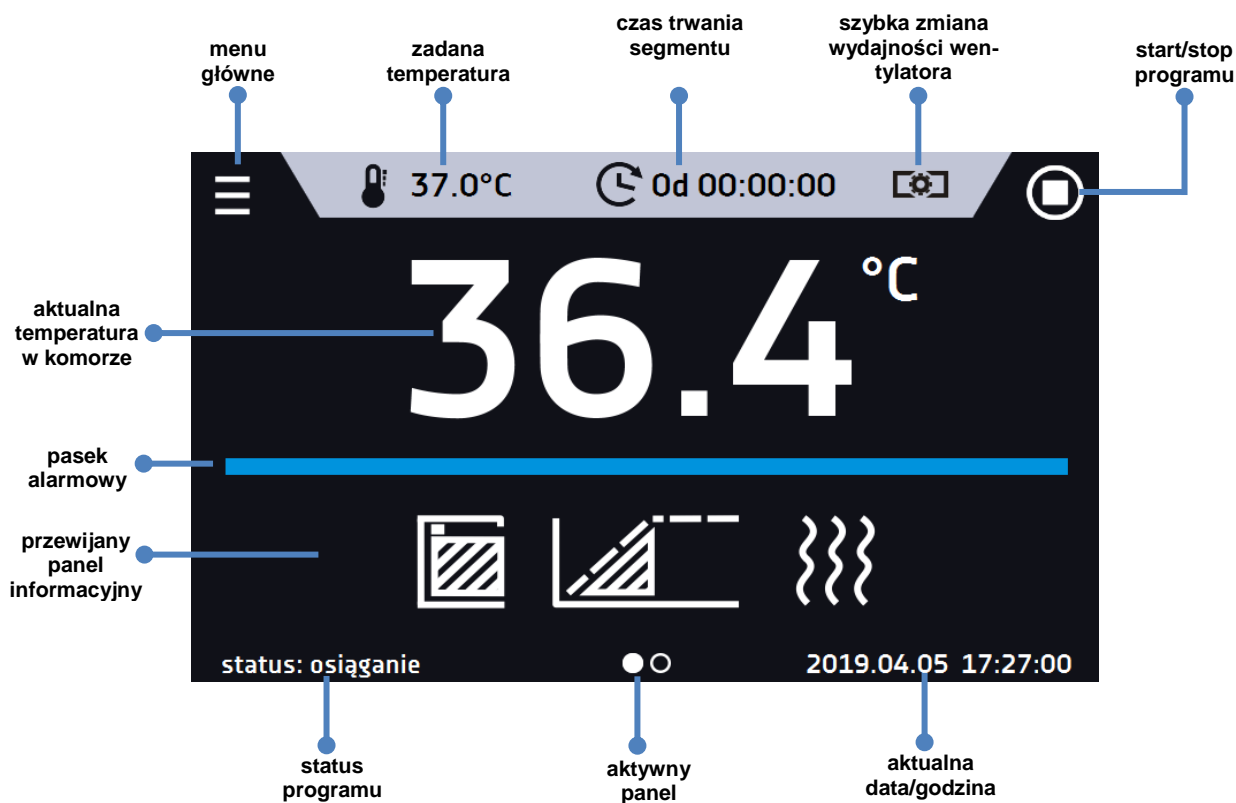 menu
główne
zadana
temperatura
czas trwania
segmentu
szybka zmiana
wydajności wen-
tylatora
start/stop
programu
37.0°C
0d 00:00:00
36.4 °C
aktualna
temperatura
w komorze
pasek
alarmowy
przewijany
panel
informacyjny
status: osiąganie
2019.04.05 17:27:00
status
programu
aktywny
panel
aktualna
data/godzina